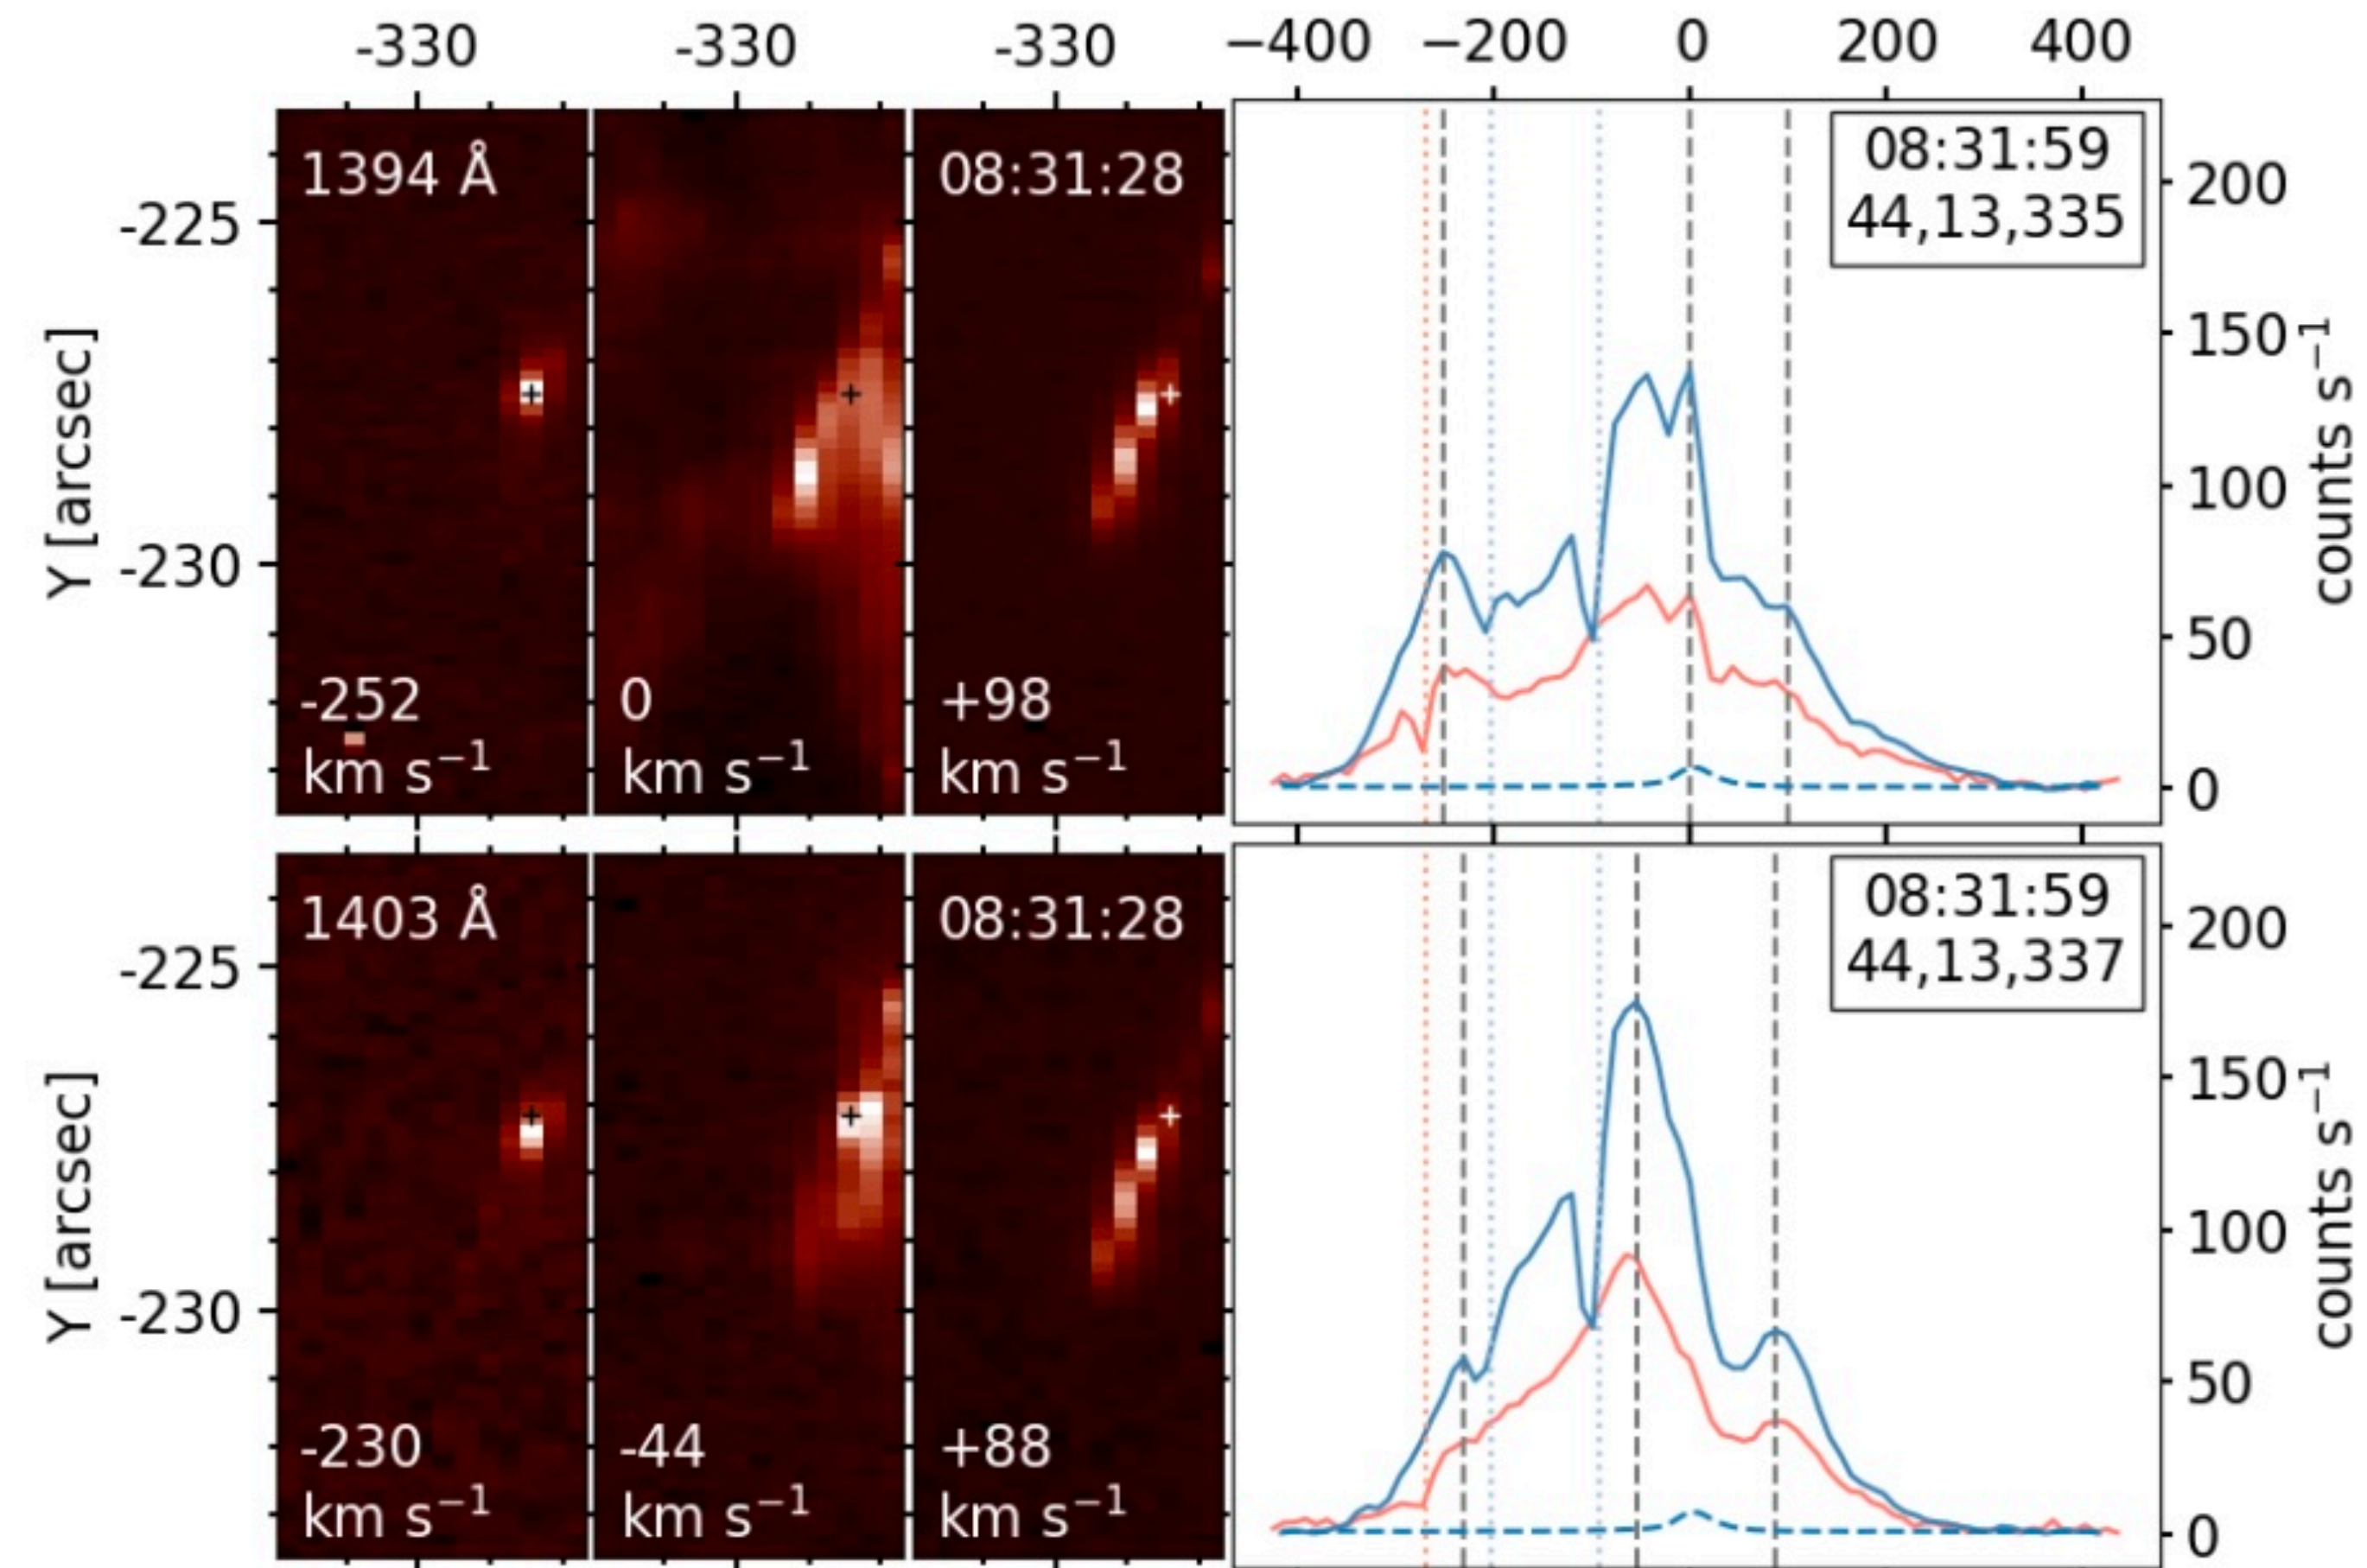 -330
-330
-330
−400
−200
0
200
400
1394 Å
08:31:28
08:31:59
44,13,335
200
-225
150
Y [arcsec]
counts s⁻¹
100
-230
50
-252
km s⁻¹
0
km s⁻¹
+98
km s⁻¹
0
1403 Å
08:31:28
08:31:59
44,13,337
200
-225
150
Y [arcsec]
counts s⁻¹
100
-230
50
-230
km s⁻¹
-44
km s⁻¹
+88
km s⁻¹
0